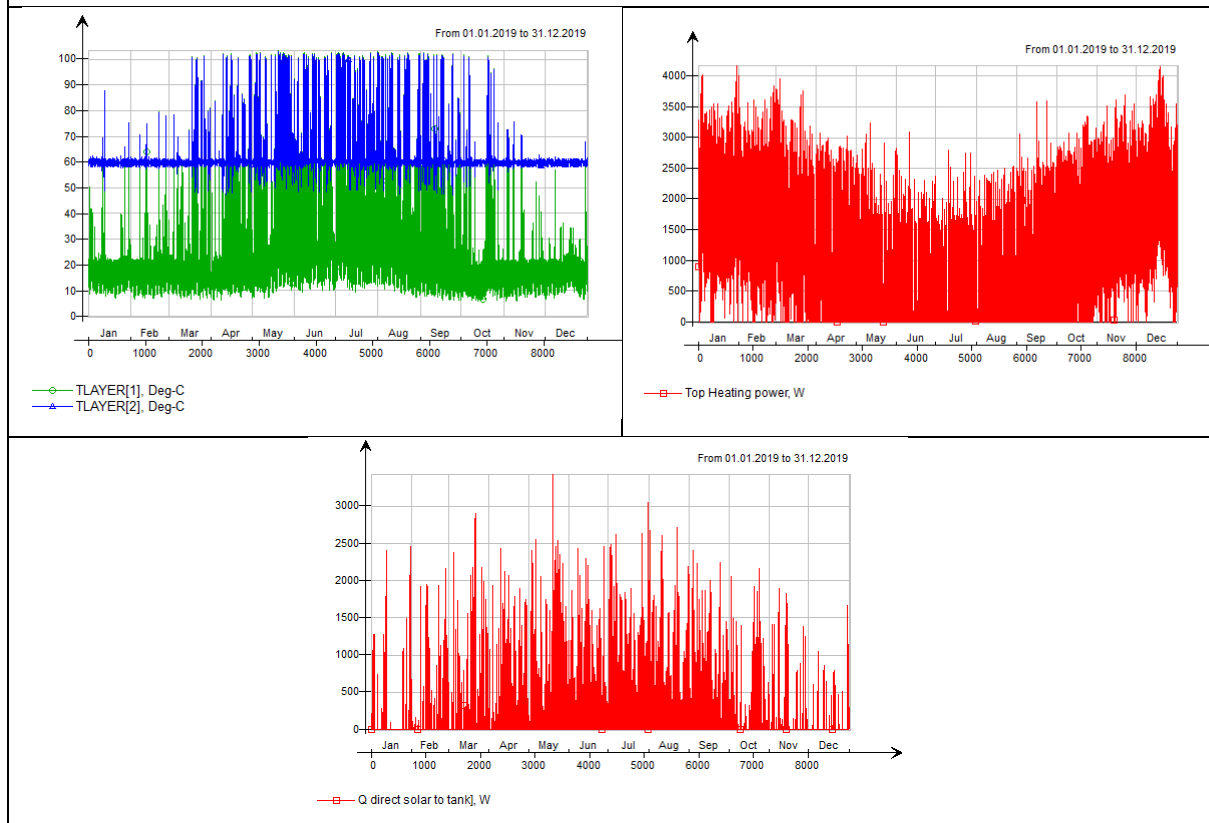 From 01.01.2019 to 31.12.2019
100
90
80
70
60
50
40
30
20
10
0
Jan Feb Mar Apr May Jun Jul Aug Sep Oct Nov Dec
0 1000 2000 3000 4000 5000 6000 7000 8000
TLAYER[1], Deg-C
TLAYER[2], Deg-C
From 01.01.2019 to 31.12.2019
4000
3500
3000
2500
2000
1500
1000
500
0
Jan Feb Mar Apr May Jun Jul Aug Sep Oct Nov Dec
0 1000 2000 3000 4000 5000 6000 7000 8000
Top Heating power, W
From 01.01.2019 to 31.12.2019
3000
2500
2000
1500
1000
500
0
Jan Feb Mar Apr May Jun Jul Aug Sep Oct Nov Dec
0 1000 2000 3000 4000 5000 6000 7000 8000
Q direct solar to tank], W